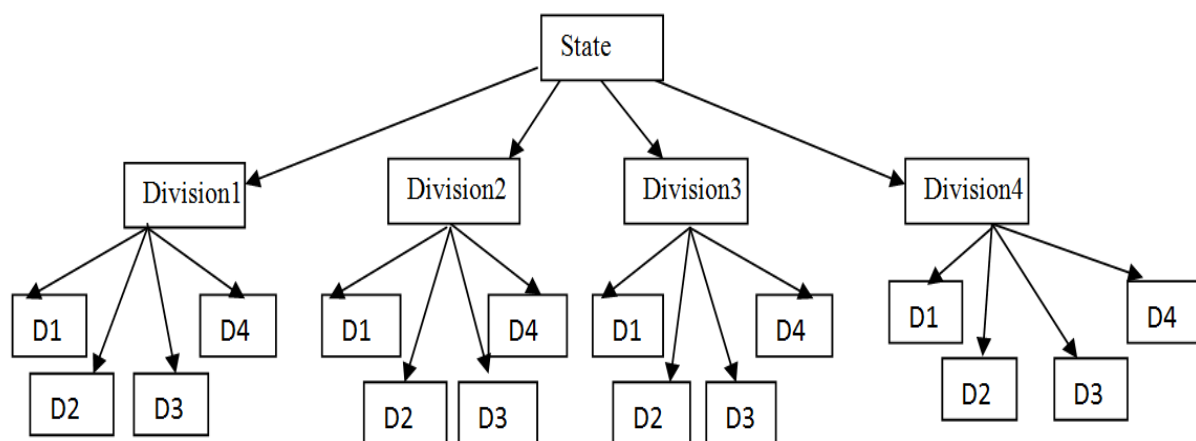 State
Division1
Division2
Division3
Division4
D1
D4
D2
D3
D1
D4
D2
D3
D1
D4
D2
D3
D1
D4
D2
D3